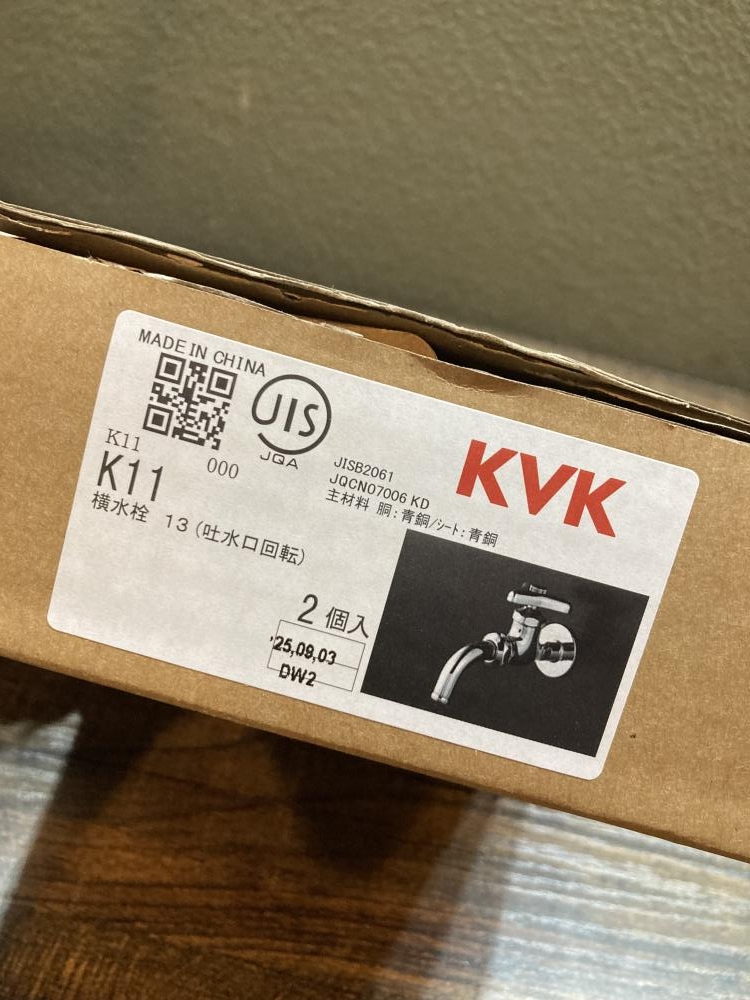 MADE IN CHINA
JIS
JQA
K11
000
K11
横水栓 13(吐水口回転)
JISB2061
JQCN07006 KD
主材料 胴:青銅/シート:青銅
KVK
2個入
'25,09,03
DW2